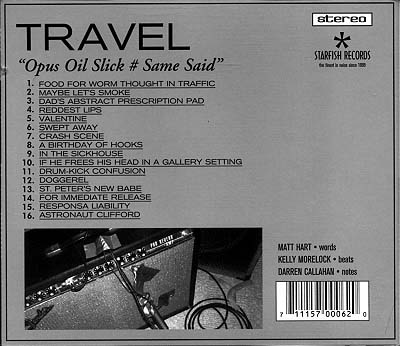 TRAVEL
stereo
"Opus Oil Slick # Same Said"
STARFISH RECORDS
the finest in noise since 1995
1. FOOD FOR WORM THOUGHT IN TRAFFIC
2. MAYBE LET'S SMOKE
3. DAD'S ABSTRACT PRESCRIPTION PAD
4. REDDEST LIPS
5. VALENTINE
6. SWEPT AWAY
7. CRASH SCENE
8. A BIRTHDAY OF HOOKS
9. IN THE SICKHOUSE
10. IF HE FREES HIS HEAD IN A GALLERY SETTING
11. DRUM-KICK CONFUSION
12. DOGGEREL
13. ST. PETER'S NEW BABE
14. FOR IMMEDIATE RELEASE
15. RESPONSA LIABILITY
16. ASTRONAUT CLIFFORD
MATT HART • words
KELLY MORELOCK • beats
DARREN CALLAHAN • notes
7 11157 00062 0